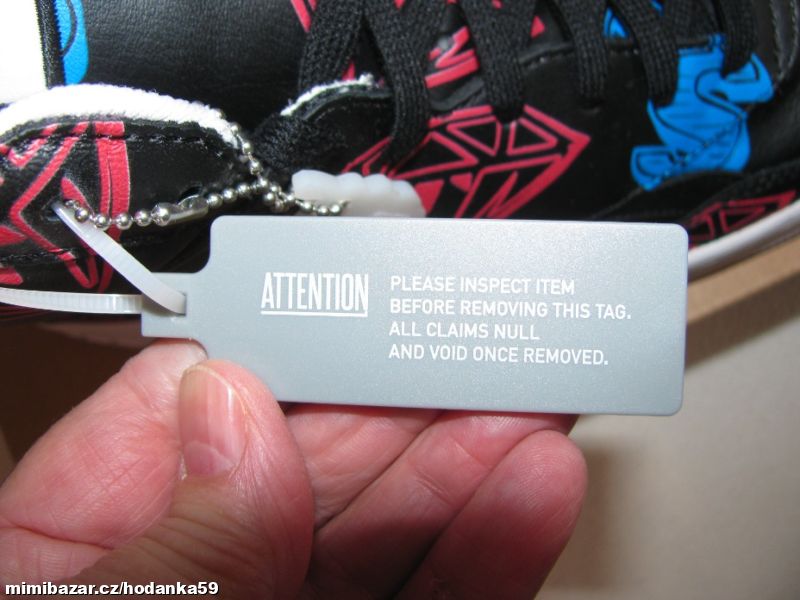 ATTENTION
PLEASE INSPECT ITEM
BEFORE REMOVING THIS TAG.
ALL CLAIMS NULL
AND VOID ONCE REMOVED.
mimibazar.cz/hodanka59